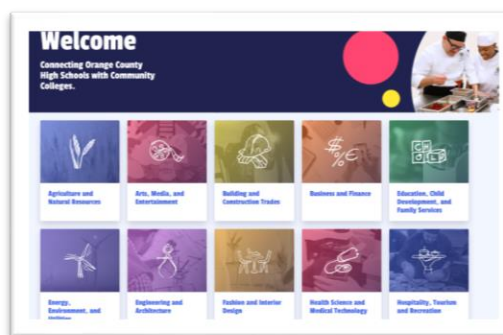 Welcome
Connecting Orange County
High Schools with Community
Colleges.
Agriculture and
Natural Resources
Arts, Media, and
Entertainment
Building and
Construction Trades
Business and Finance
Education, Child
Development, and
Family Services
Energy,
Environment, and
Utilities
Engineering and
Architecture
Fashion and Interior
Design
Health Science and
Medical Technology
Hospitality, Tourism
and Recreation